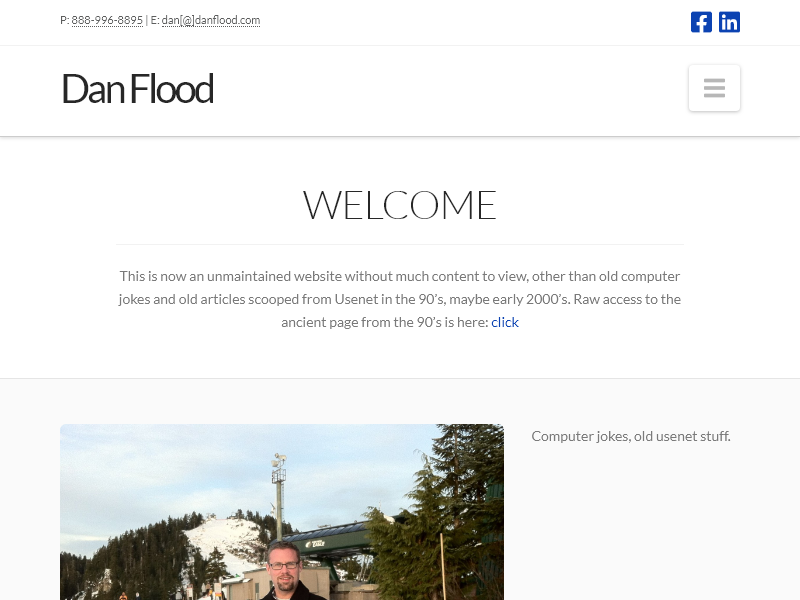 P: 888-996-8895 | E: dan[@]danflood.com
Dan Flood
WELCOME
This is now an unmaintained website without much content to view, other than old computer
jokes and old articles scooped from Usenet in the 90’s, maybe early 2000’s. Raw access to the
ancient page from the 90’s is here: click
Computer jokes, old usenet stuff.